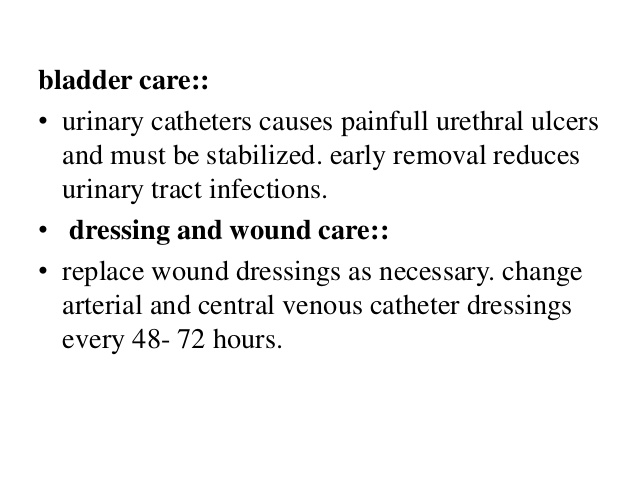 bladder care::
• urinary catheters causes painfull urethral ulcers
and must be stabilized. early removal reduces
urinary tract infections.
• dressing and wound care::
• replace wound dressings as necessary. change
arterial and central venous catheter dressings
every 48- 72 hours.